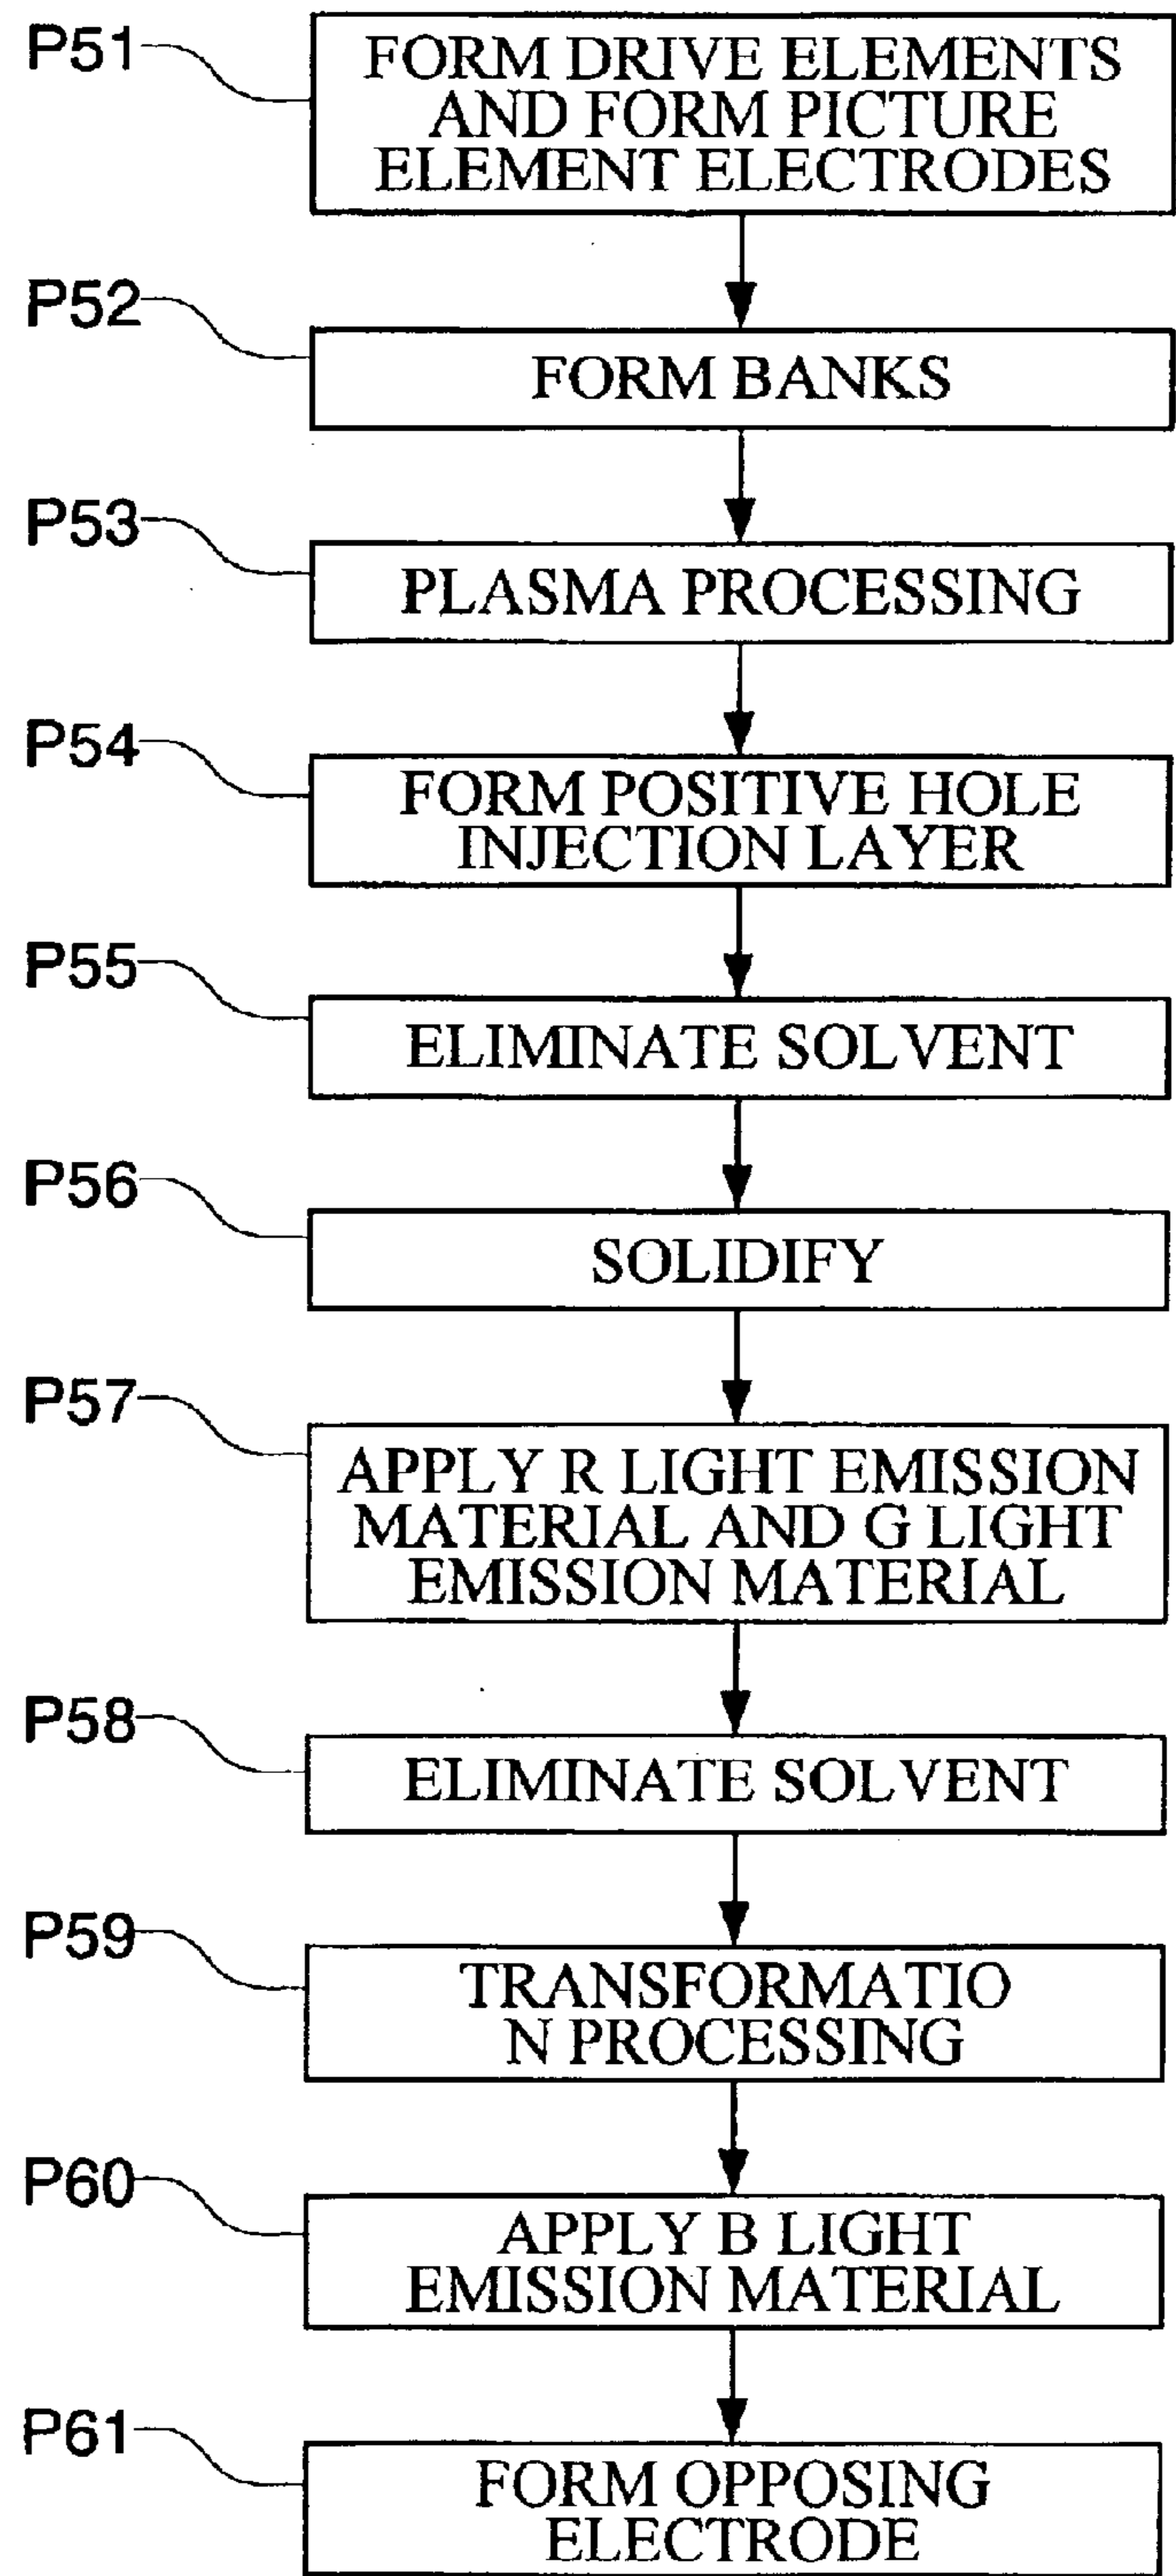 P51
FORM DRIVE ELEMENTS
AND FORM PICTURE
ELEMENT ELECTRODES
P52
FORM BANKS
P53
PLASMA PROCESSING
P54
FORM POSITIVE HOLE
INJECTION LAYER
P55
ELIMINATE SOLVENT
P56
SOLIDIFY
P57
APPLY R LIGHT EMISSION
MATERIAL AND G LIGHT
EMISSION MATERIAL
P58
ELIMINATE SOLVENT
P59
TRANSFORMATIO
N PROCESSING
P60
APPLY B LIGHT
EMISSION MATERIAL
P61
FORM OPPOSING
ELECTRODE